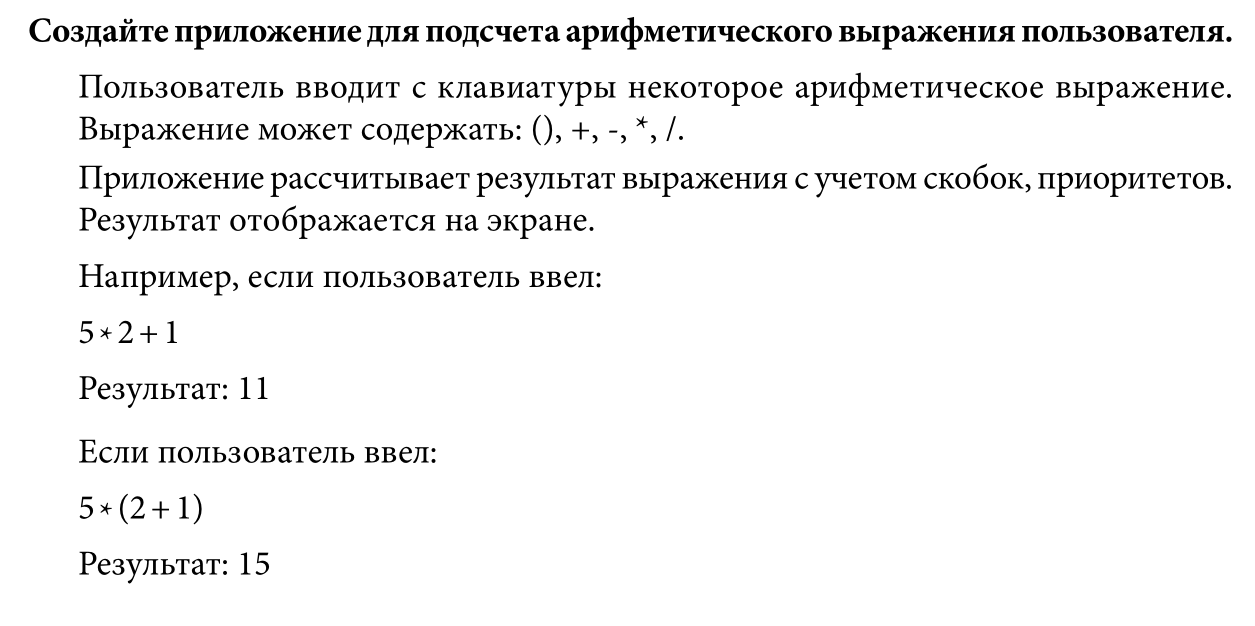 Создайте приложение для подсчета арифметического выражения пользователя.
Пользователь вводит с клавиатуры некоторое арифметическое выражение.
Выражение может содержать: (), +, -, *, /.
Приложение рассчитывает результат выражения с учетом скобок, приоритетов.
Результат отображается на экране.
Например, если пользователь ввел:
5 * 2 + 1
Результат: 11
Если пользователь ввел:
5 * (2 + 1)
Результат: 15